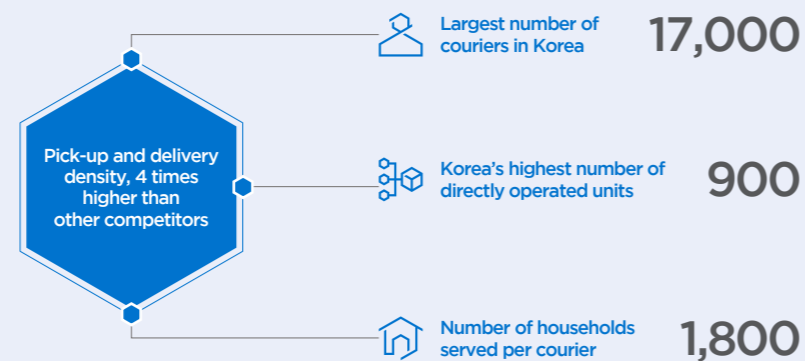 Largest number of
couriers in Korea
17,000
Pick-up and delivery
density, 4 times
higher than
other competitors
Korea's highest number of
directly operated units
900
Number of households
served per courier
1,800